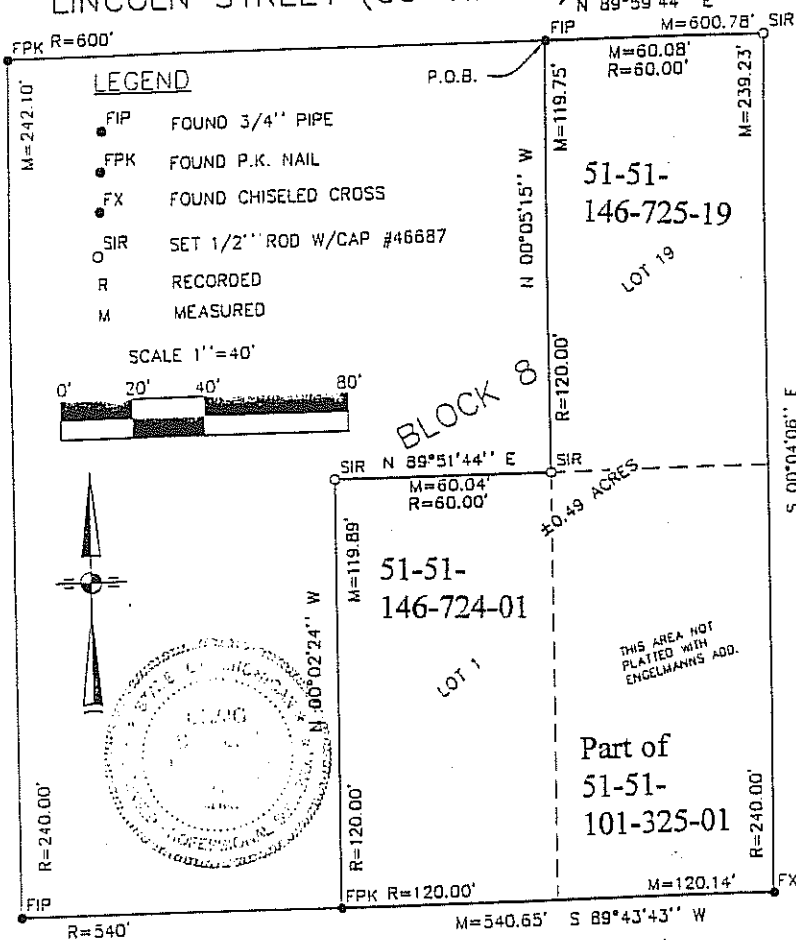 LINCOLN STREET
N 89°59'44" E
FPK R=600'
FIP
M=600.78'
SIR
M=242.10'
LEGEND
P.O.B.
M=60.08'
R=60.00'
M=119.75'
M=239.23'
FIP FOUND 3/4'' PIPE
FPK FOUND P.K. NAIL
FX FOUND CHISELED CROSS
SIR SET 1/2'' ROD W/CAP #46687
R RECORDED
M MEASURED
N 00°05'15'' W
51-51-
146-725-19
LOT 19
SCALE 1''=40'
0' 20' 40' 80'
R=120.00'
BLOCK 8
S 00°04'06'' E
SIR N 89°51'44'' E SIR
M=60.04'
R=60.00'
±0.49 ACRES
M=119.89'
51-51-
146-724-01
N 00°02'24'' W
LOT 1
THIS AREA NOT
PLATTED WITH
ENGELMANNS ADD.
Part of
51-51-
101-325-01
R=240.00'
R=120.00'
R=240.00'
FIP
FPK R=120.00'
M=120.14'
FX
R=540'
M=540.65' S 89°43'43'' W